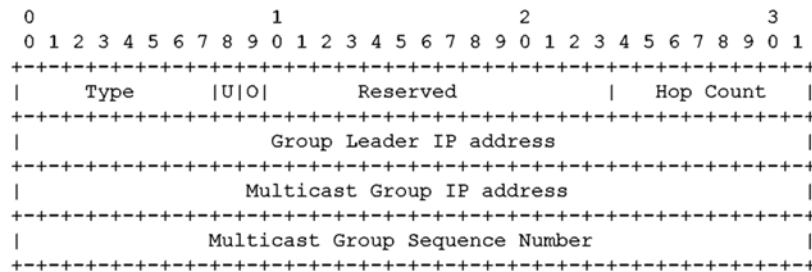 0                   1                   2                   3
 0 1 2 3 4 5 6 7 8 9 0 1 2 3 4 5 6 7 8 9 0 1 2 3 4 5 6 7 8 9 0 1
+-+-+-+-+-+-+-+-+-+-+-+-+-+-+-+-+-+-+-+-+-+-+-+-+-+-+-+-+-+-+-+-+
|     Type      |U|O|       Reserved            |   Hop Count   |
+-+-+-+-+-+-+-+-+-+-+-+-+-+-+-+-+-+-+-+-+-+-+-+-+-+-+-+-+-+-+-+-+
|                    Group Leader IP address                    |
+-+-+-+-+-+-+-+-+-+-+-+-+-+-+-+-+-+-+-+-+-+-+-+-+-+-+-+-+-+-+-+-+
|                  Multicast Group IP address                   |
+-+-+-+-+-+-+-+-+-+-+-+-+-+-+-+-+-+-+-+-+-+-+-+-+-+-+-+-+-+-+-+-+
|               Multicast Group Sequence Number                 |
+-+-+-+-+-+-+-+-+-+-+-+-+-+-+-+-+-+-+-+-+-+-+-+-+-+-+-+-+-+-+-+-+